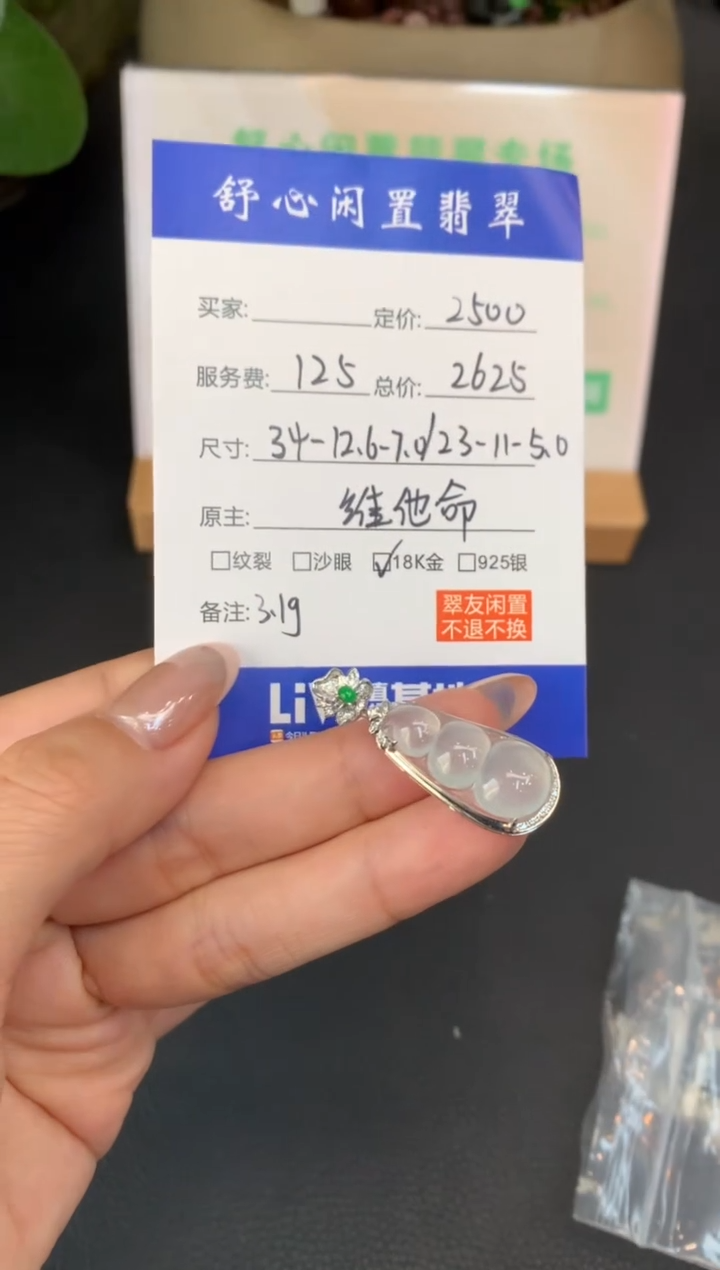 舒心闲置翡翠
买家: 定价: 2500
服务费: 125 总价: 2625
尺寸: 34-12.6-7.0/23-11-5.0
原主: 维他命
□纹裂 □沙眼 ☑18K金 □925银
备注: 3.19
翠友闲置
不退不换